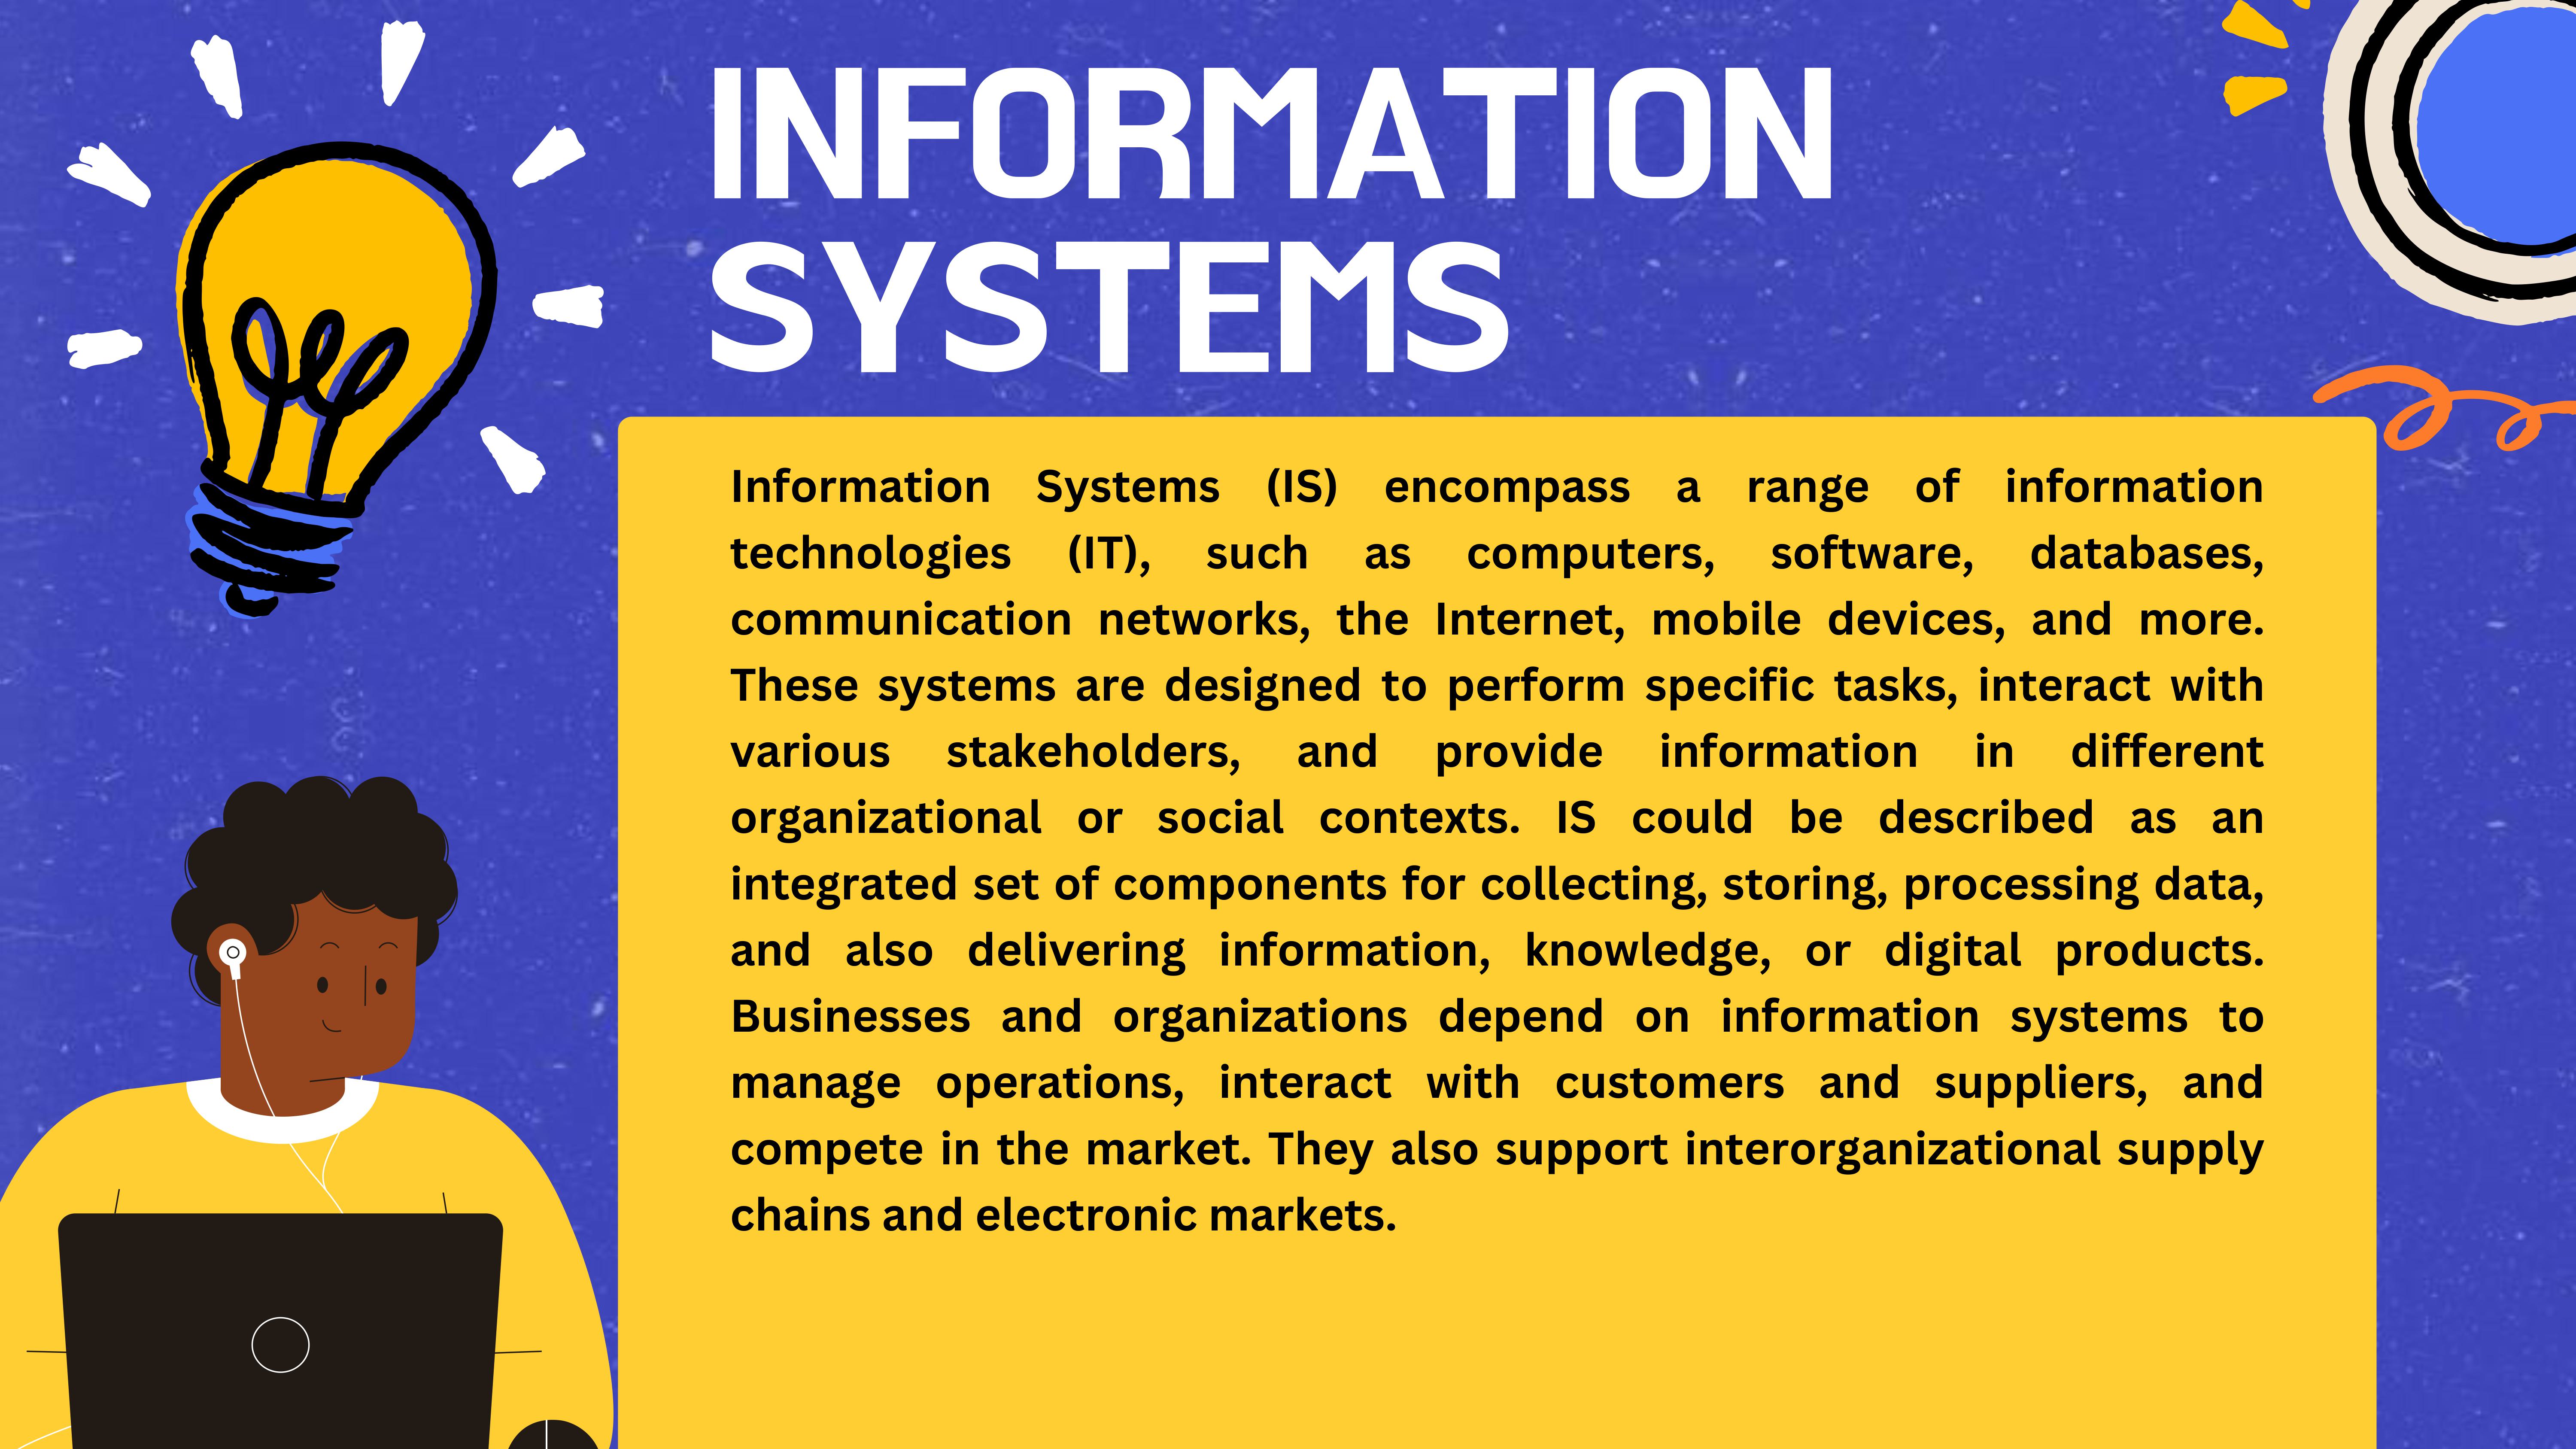 INFORMATION
SYSTEMS
Information Systems (IS) encompass a range of information
technologies (IT), such as computers, software, databases,
communication networks, the Internet, mobile devices, and more.
These systems are designed to perform specific tasks, interact with
various stakeholders, and provide information in different
organizational or social contexts. IS could be described as an
integrated set of components for collecting, storing, processing data,
and also delivering information, knowledge, or digital products.
Businesses and organizations depend on information systems to
manage operations, interact with customers and suppliers, and
compete in the market. They also support interorganizational supply
chains and electronic markets.